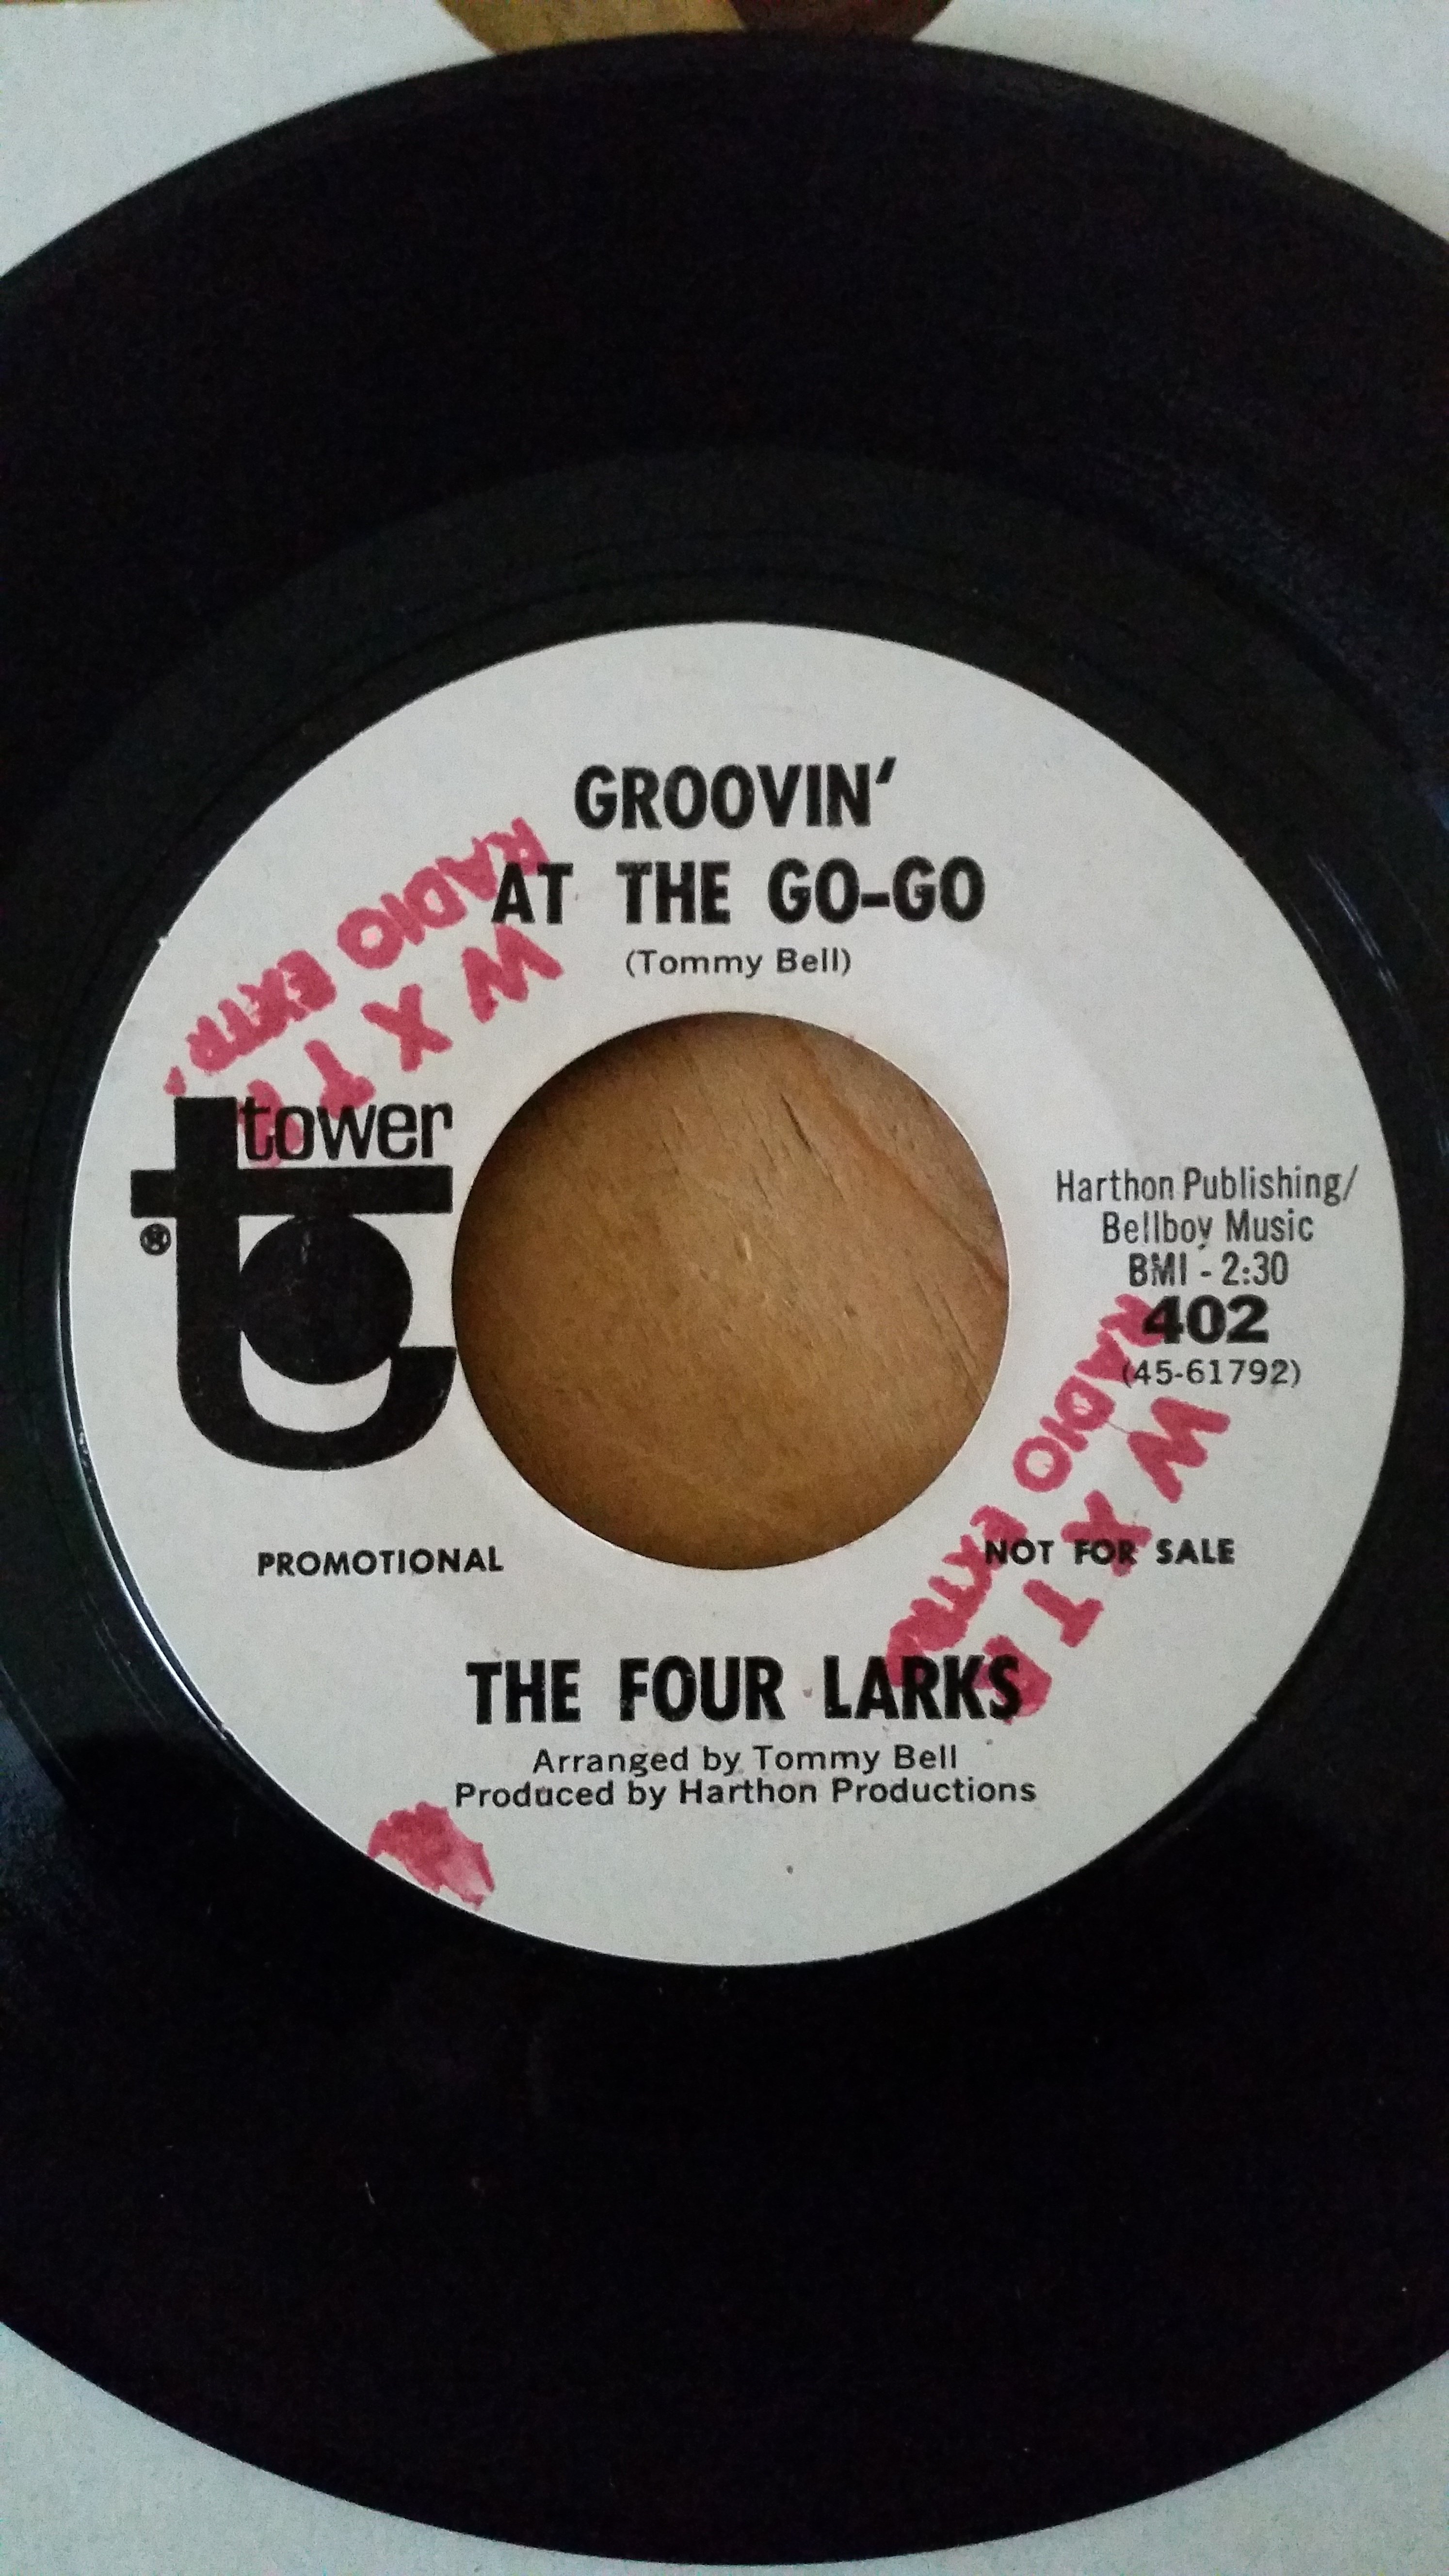 GROOVIN'
AT THE GO-GO
(Tommy Bell)
RADIO EXTR
W X T
tower
®
Harthon Publishing/
Bellboy Music
BMI - 2:30
402
(45-61792)
RADIO
W X T R
PROMOTIONAL
NOT FOR SALE
THE FOUR LARKS
Arranged by Tommy Bell
Produced by Harthon Productions